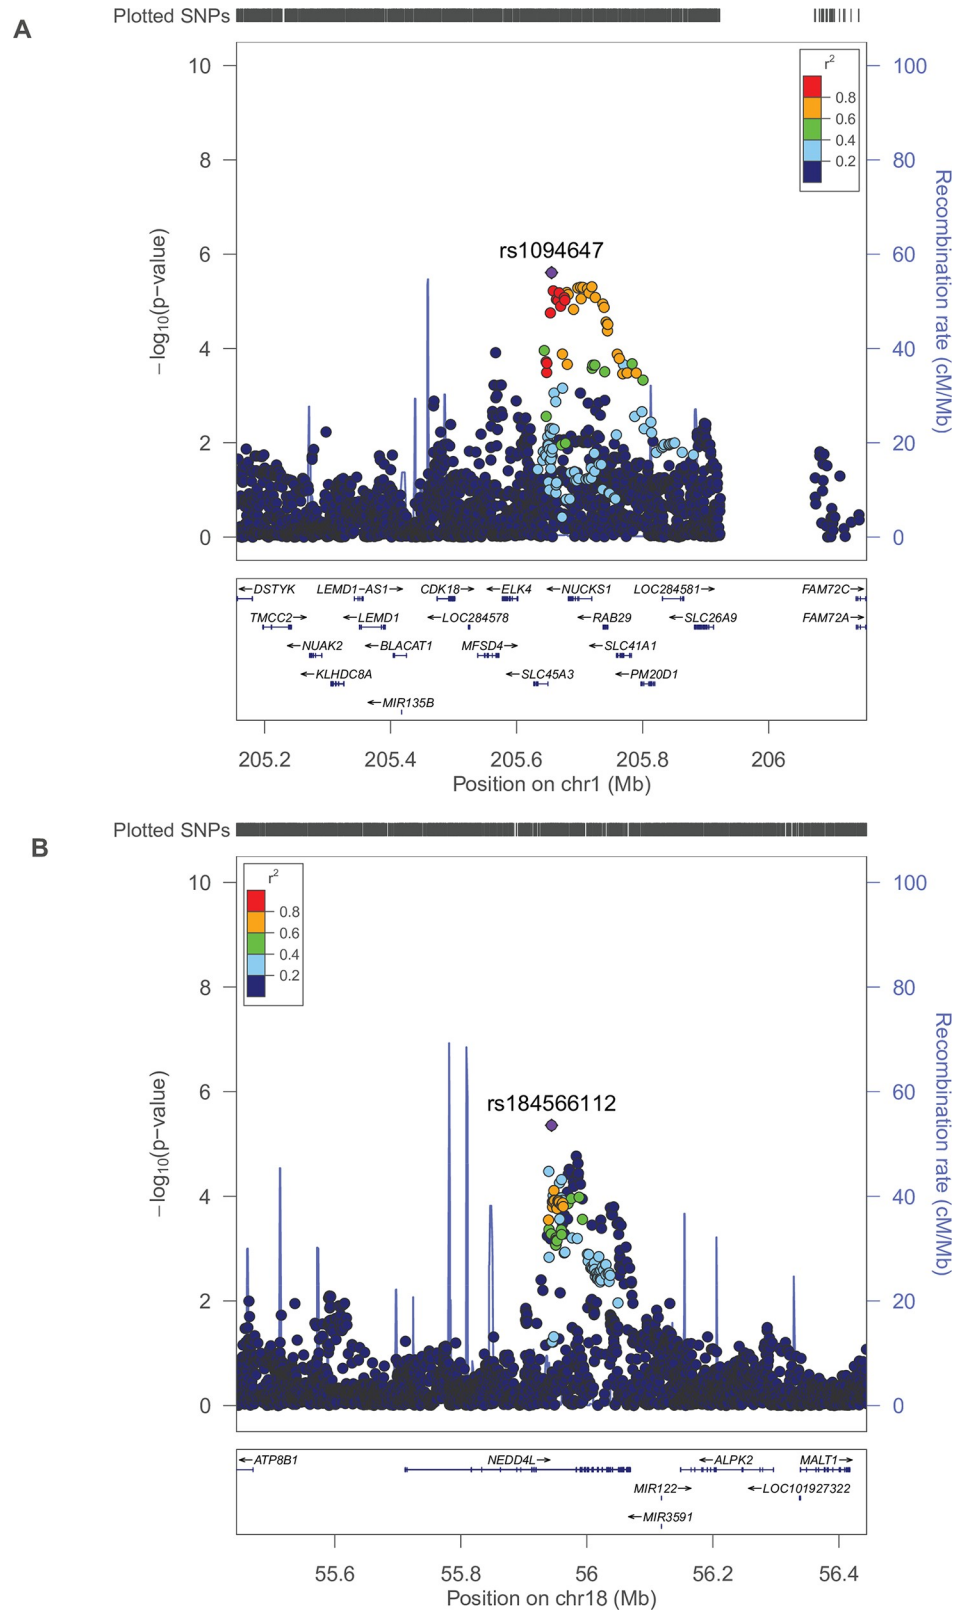 A
Plotted SNPs
r2
0.8
0.6
0.4
0.2
10
8
6
4
2
0
100
80
60
40
20
0
−log10(p−value)
Recombination rate (cM/Mb)
rs1094647
DSTYK LEMD1−AS1 CDK18 ELK4 NUCKS1 LOC284581 FAM72C
TMCC2 LEMD1 LOC284578 RAB29 SLC26A9 FAM72A
NUAK2 BLACAT1 MFSD4 SLC41A1
KLHDC8A SLC45A3 PM20D1
MIR135B
205.2 205.4 205.6 205.8 206
Position on chr1 (Mb)
B
Plotted SNPs
r2
0.8
0.6
0.4
0.2
10
8
6
4
2
0
100
80
60
40
20
0
−log10(p−value)
Recombination rate (cM/Mb)
rs184566112
ATP8B1 NEDD4L ALPK2 MALT1
MIR122 LOC101927322
MIR3591
55.6 55.8 56 56.2 56.4
Position on chr18 (Mb)